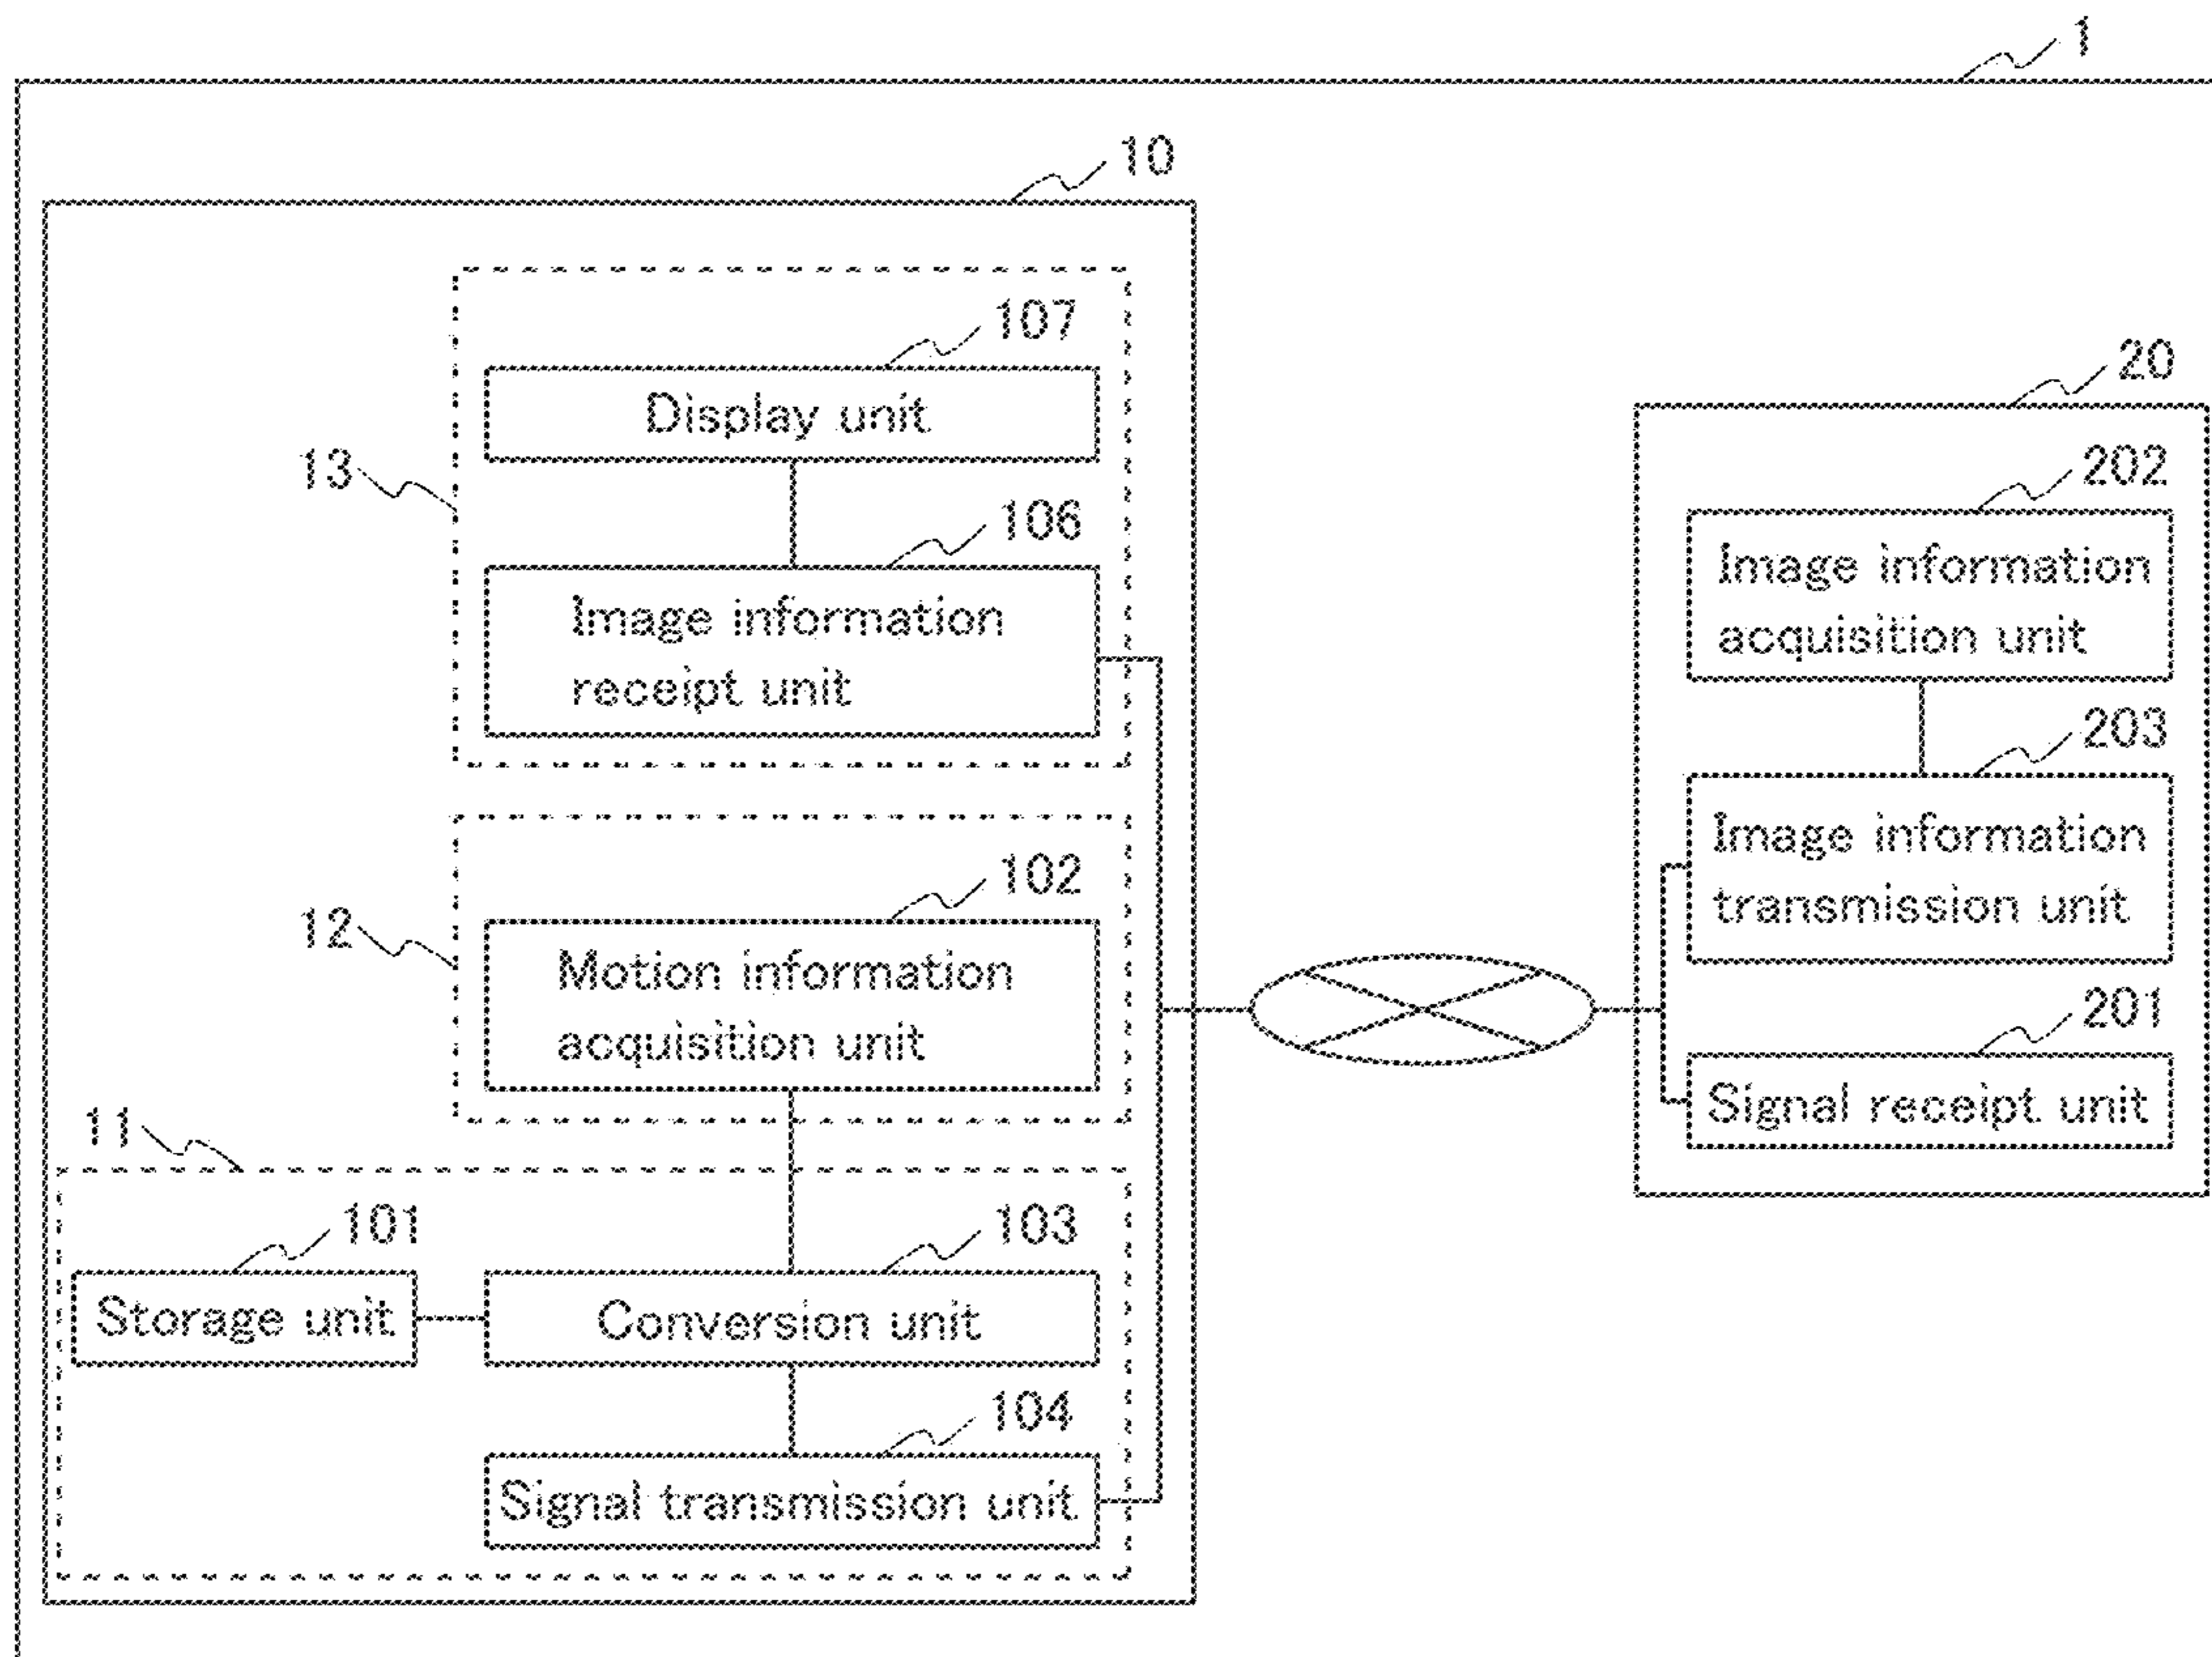 1
10
107
Display unit
13
106
Image information
receipt unit
102
12
Motion information
acquisition unit
11
101
103
Storage unit
Conversion unit
104
Signal transmission unit
20
202
Image information
acquisition unit
203
Image information
transmission unit
201
Signal receipt unit